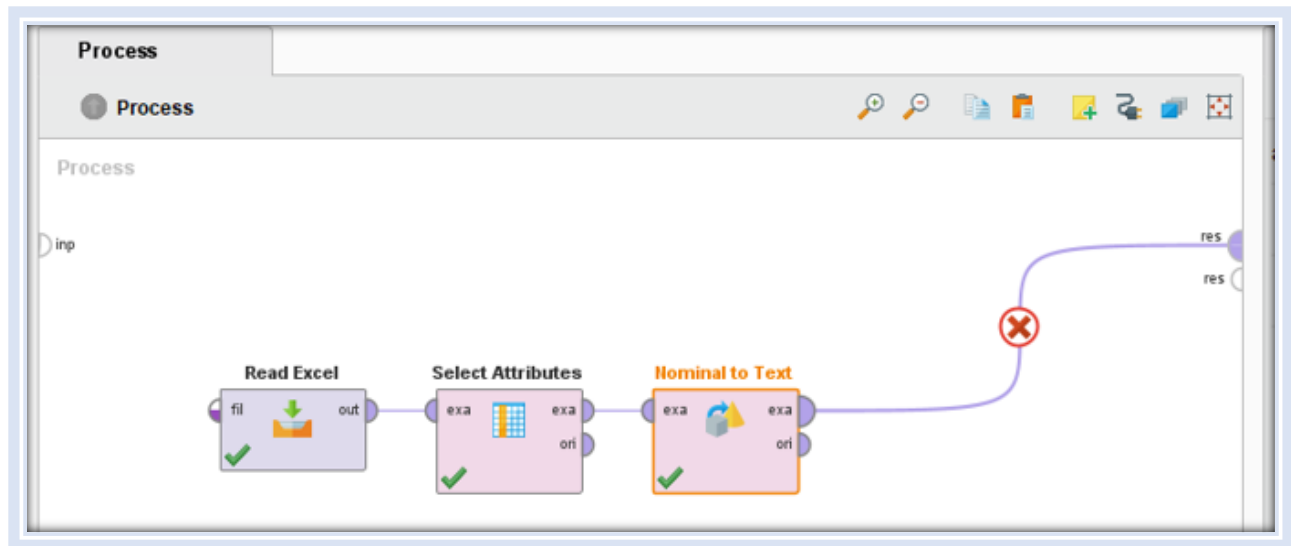 Process
Process
Process
inp
res
res
Read Excel
fil
out
Select Attributes
exa
exa
ori
Nominal to Text
exa
exa
ori